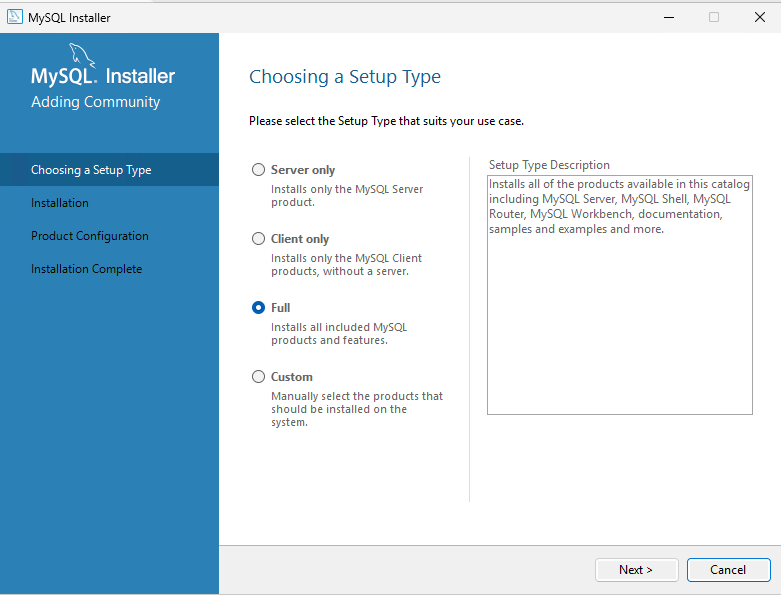 MySQL Installer
MySQL. Installer
Adding Community
Choosing a Setup Type
Installation
Product Configuration
Installation Complete
Choosing a Setup Type
Please select the Setup Type that suits your use case.
Server only
Installs only the MySQL Server
product.
Client only
Installs only the MySQL Client
products, without a server.
Full
Installs all included MySQL
products and features.
Custom
Manually select the products that
should be installed on the
system.
Setup Type Description
Installs all of the products available in this catalog
including MySQL Server, MySQL Shell, MySQL
Router, MySQL Workbench, documentation,
samples and examples and more.
Next >
Cancel